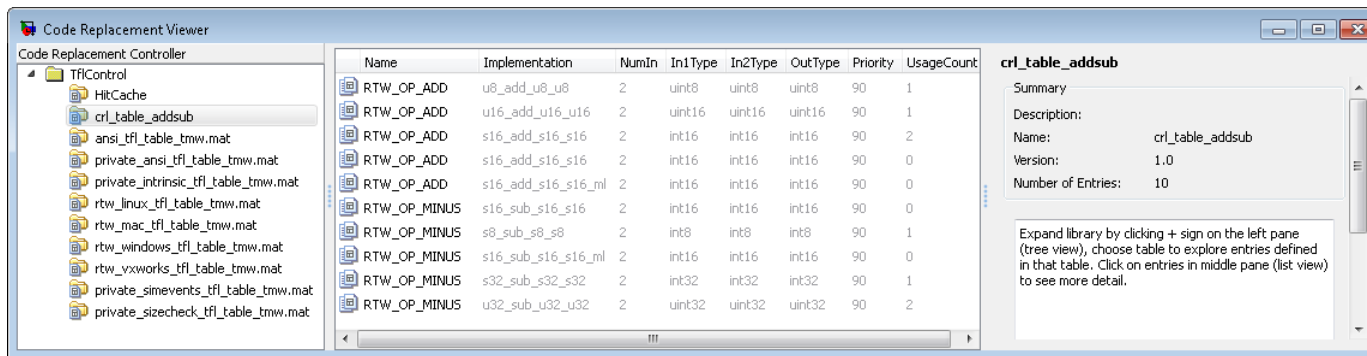 Code Replacement Viewer
Code Replacement Controller
TflControl
HitCache
crl_table_addsub
ansi_tfl_table_tmw.mat
private_ansi_tfl_table_tmw.mat
private_intrinsic_tfl_table_tmw.mat
rtw_linux_tfl_table_tmw.mat
rtw_mac_tfl_table_tmw.mat
rtw_windows_tfl_table_tmw.mat
rtw_vxworks_tfl_table_tmw.mat
private_simevents_tfl_table_tmw.mat
private_sizecheck_tfl_table_tmw.mat
Name Implementation NumIn In1Type In2Type OutType Priority UsageCount
RTW_OP_ADD u8_add_u8_u8 2 uint8 uint8 uint8 90 1
RTW_OP_ADD u16_add_u16_u16 2 uint16 uint16 uint16 90 1
RTW_OP_ADD s16_add_s16_s16 2 int16 int16 int16 90 2
RTW_OP_ADD s16_add_s16_s16 2 int16 int16 int16 90 0
RTW_OP_ADD s16_add_s16_s16_ml 2 int16 int16 int16 90 0
RTW_OP_MINUS s16_sub_s16_s16 2 int16 int16 int16 90 0
RTW_OP_MINUS s8_sub_s8_s8 2 int8 int8 int8 90 1
RTW_OP_MINUS s16_sub_s16_s16_ml 2 int16 int16 int16 90 0
RTW_OP_MINUS s32_sub_s32_s32 2 int32 int32 int32 90 1
RTW_OP_MINUS u32_sub_u32_u32 2 uint32 uint32 uint32 90 2
crl_table_addsub
Summary
Description:
Name: crl_table_addsub
Version: 1.0
Number of Entries: 10
Expand library by clicking + sign on the left pane
(tree view), choose table to explore entries defined
in that table. Click on entries in middle pane (list view)
to see more detail.